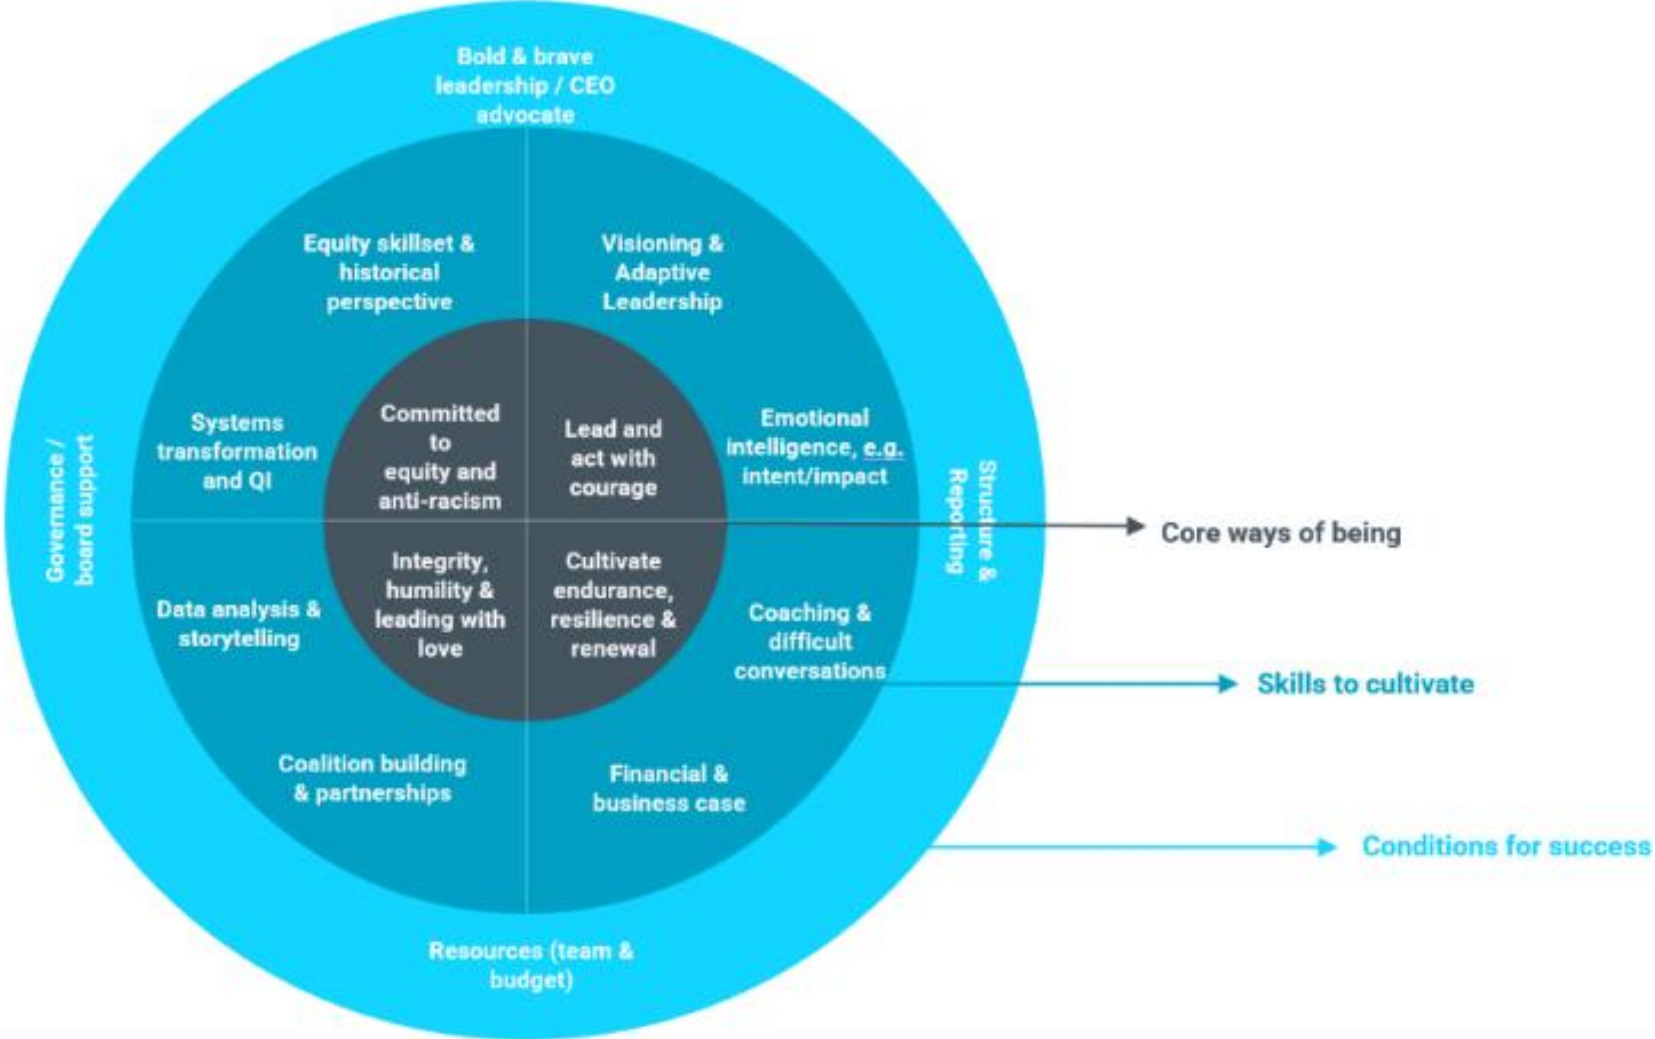 Bold & brave
leadership / CEO
advocate
Equity skillset &
historical
perspective
Visioning &
Adaptive
Leadership
Systems
transformation
and QI
Committed
to
equity and
anti-racism
Lead and
act with
courage
Emotional
intelligence, e.g.
intent/impact
Governance /
board support
Structure &
Reporting
Core ways of being
Data analysis &
storytelling
Integrity,
humility &
leading with
love
Cultivate
endurance,
resilience &
renewal
Coaching &
difficult
conversations
Skills to cultivate
Coalition building
& partnerships
Financial &
business case
Conditions for success
Resources (team &
budget)